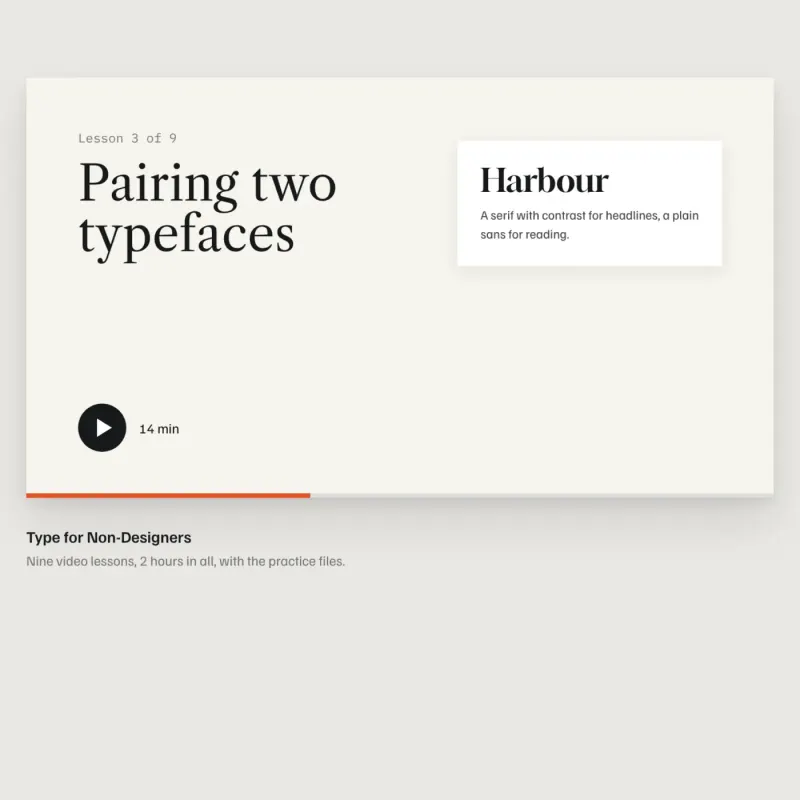 Lesson 3 of 9
Pairing two
typefaces
Harbour
A serif with contrast for headlines, a plain
sans for reading.
14 min
Type for Non-Designers
Nine video lessons, 2 hours in all, with the practice files.